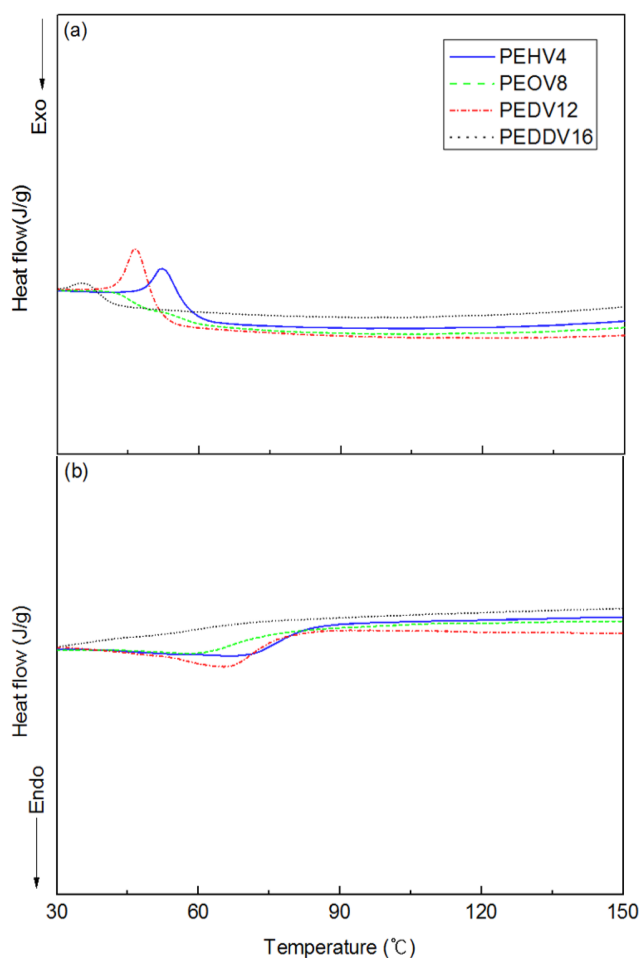 (a)
Exo
Heat flow(J/g)
PEHV4
PEOV8
PEDV12
PEDDV16
(b)
Heat flow (J/g)
Endo
30
60
90
120
150
Temperature (℃)